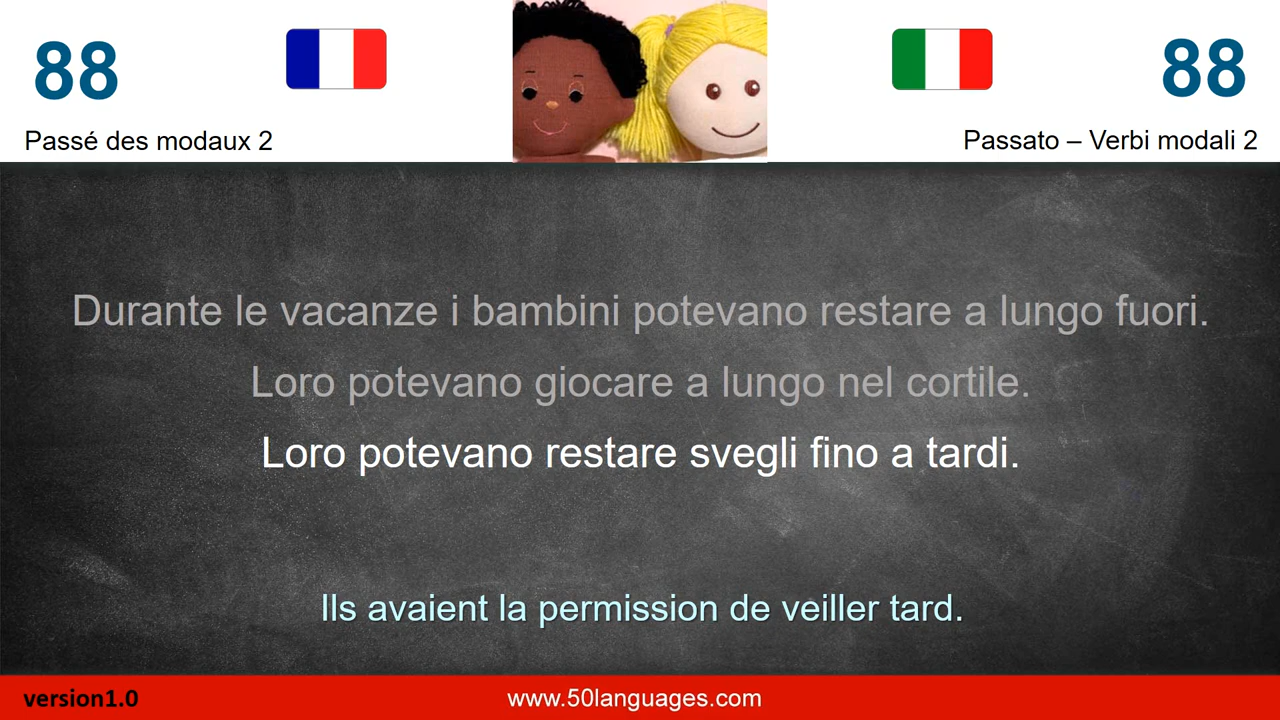 88
88
Passé des modaux 2
Passato – Verbi modali 2
Durante le vacanze i bambini potevano restare a lungo fuori.
Loro potevano giocare a lungo nel cortile.
Loro potevano restare svegli fino a tardi.
Ils avaient la permission de veiller tard.
version1.0
www.50languages.com